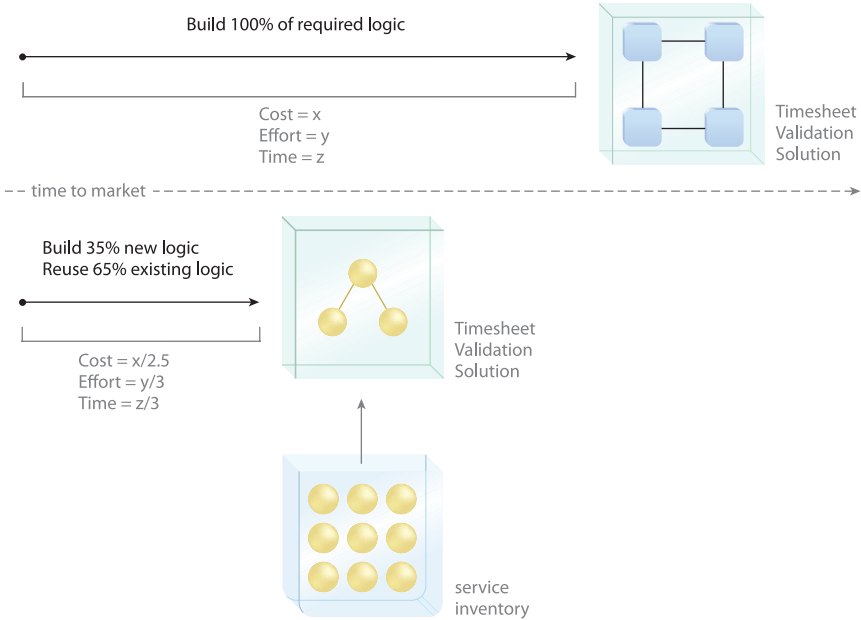 Build 100% of required logic
Cost = x
Effort = y
Time = z
Timesheet
Validation
Solution
time to market
Build 35% new logic
Reuse 65% existing logic
Cost = x/2.5
Effort = y/3
Time = z/3
Timesheet
Validation
Solution
service
inventory